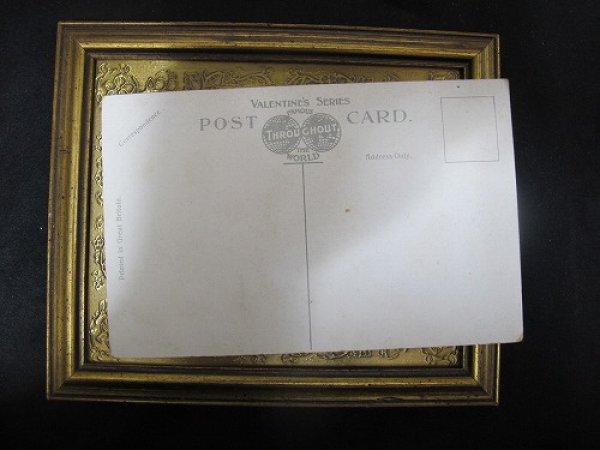 VALENTINE'S SERIES
FAMOUS
POST CARD.
THROUGHOUT
THE
WORLD
Correspondence.
Address Only.
Printed in Great Britain.